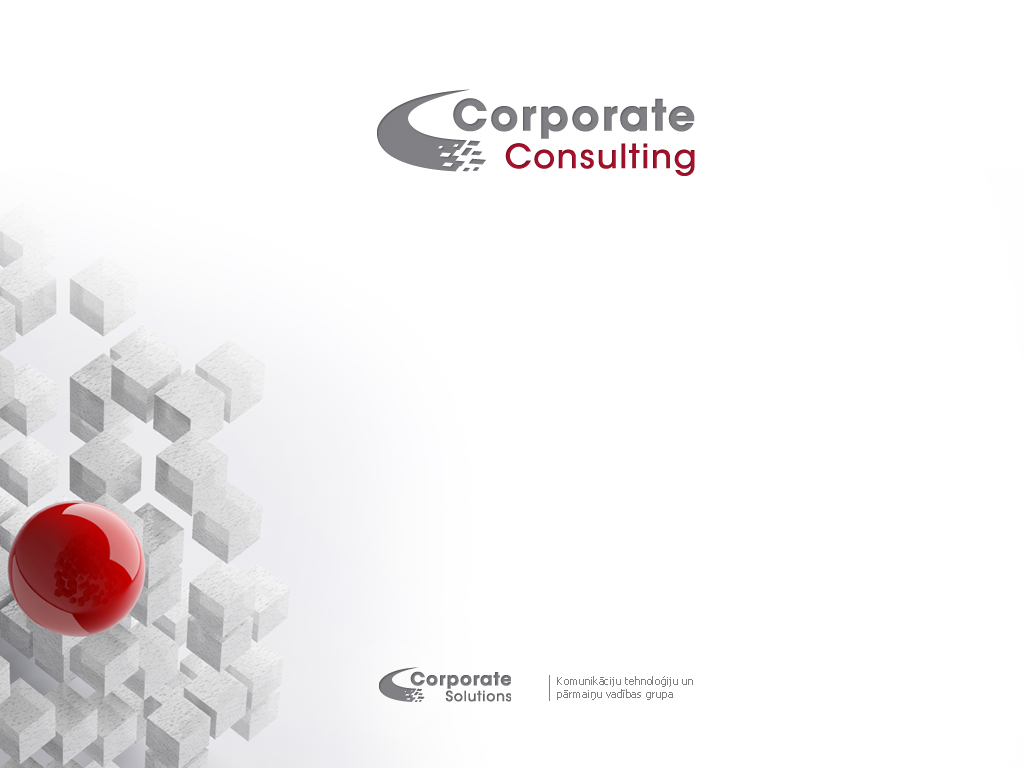 Corporate
Consulting
Corporate
Solutions
Komunikāciju tehnoloģiju un
pārmaiņu vadības grupa